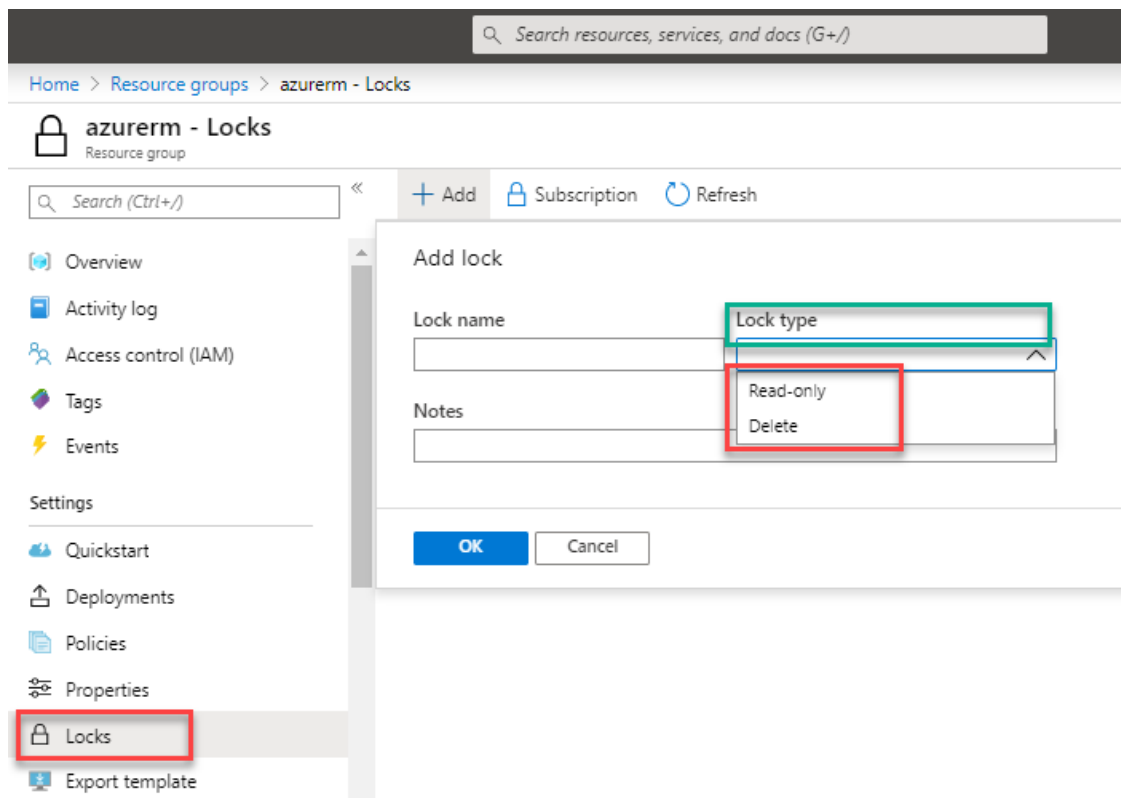 Search resources, services, and docs (G+/)
Home > Resource groups > azurerm - Locks
azurerm - Locks
Resource group
Search (Ctrl+/)
«
Overview
Activity log
Access control (IAM)
Tags
Events
Settings
Quickstart
Deployments
Policies
Properties
Locks
Export template
+ Add Subscription Refresh
Add lock
Lock name Lock type
Read-only
Delete
Notes
OK Cancel